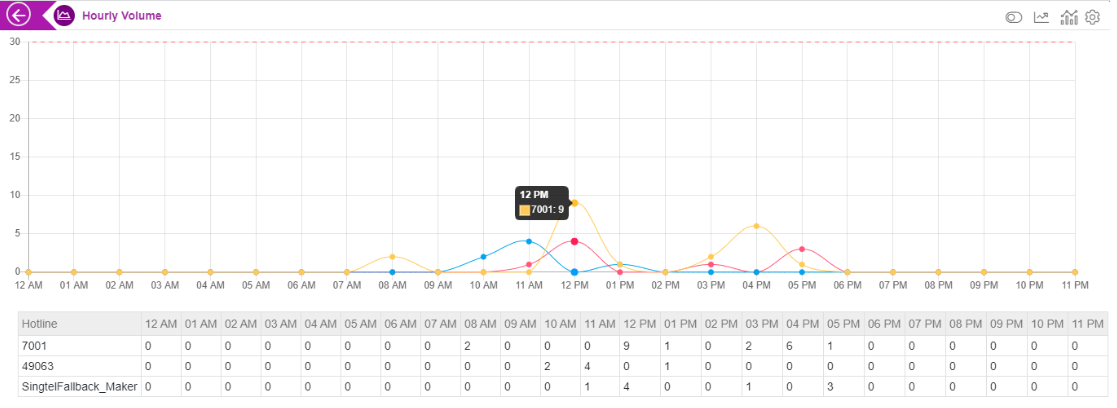 Hourly Volume
30
25
20
15
10
5
0
12 PM
7001: 9
12 AM 01 AM 02 AM 03 AM 04 AM 05 AM 06 AM 07 AM 08 AM 09 AM 10 AM 11 AM 12 PM 01 PM 02 PM 03 PM 04 PM 05 PM 06 PM 07 PM 08 PM 09 PM 10 PM 11 PM
Hotline 12 AM 01 AM 02 AM 03 AM 04 AM 05 AM 06 AM 07 AM 08 AM 09 AM 10 AM 11 AM 12 PM 01 PM 02 PM 03 PM 04 PM 05 PM 06 PM 07 PM 08 PM 09 PM 10 PM 11 PM
7001 0 0 0 0 0 0 0 0 2 0 0 0 9 1 0 2 6 1 0 0 0 0 0 0
49063 0 0 0 0 0 0 0 0 0 0 2 4 0 1 0 0 0 0 0 0 0 0 0 0
SingtelFallback_Maker 0 0 0 0 0 0 0 0 0 0 0 1 4 0 0 1 0 3 0 0 0 0 0 0